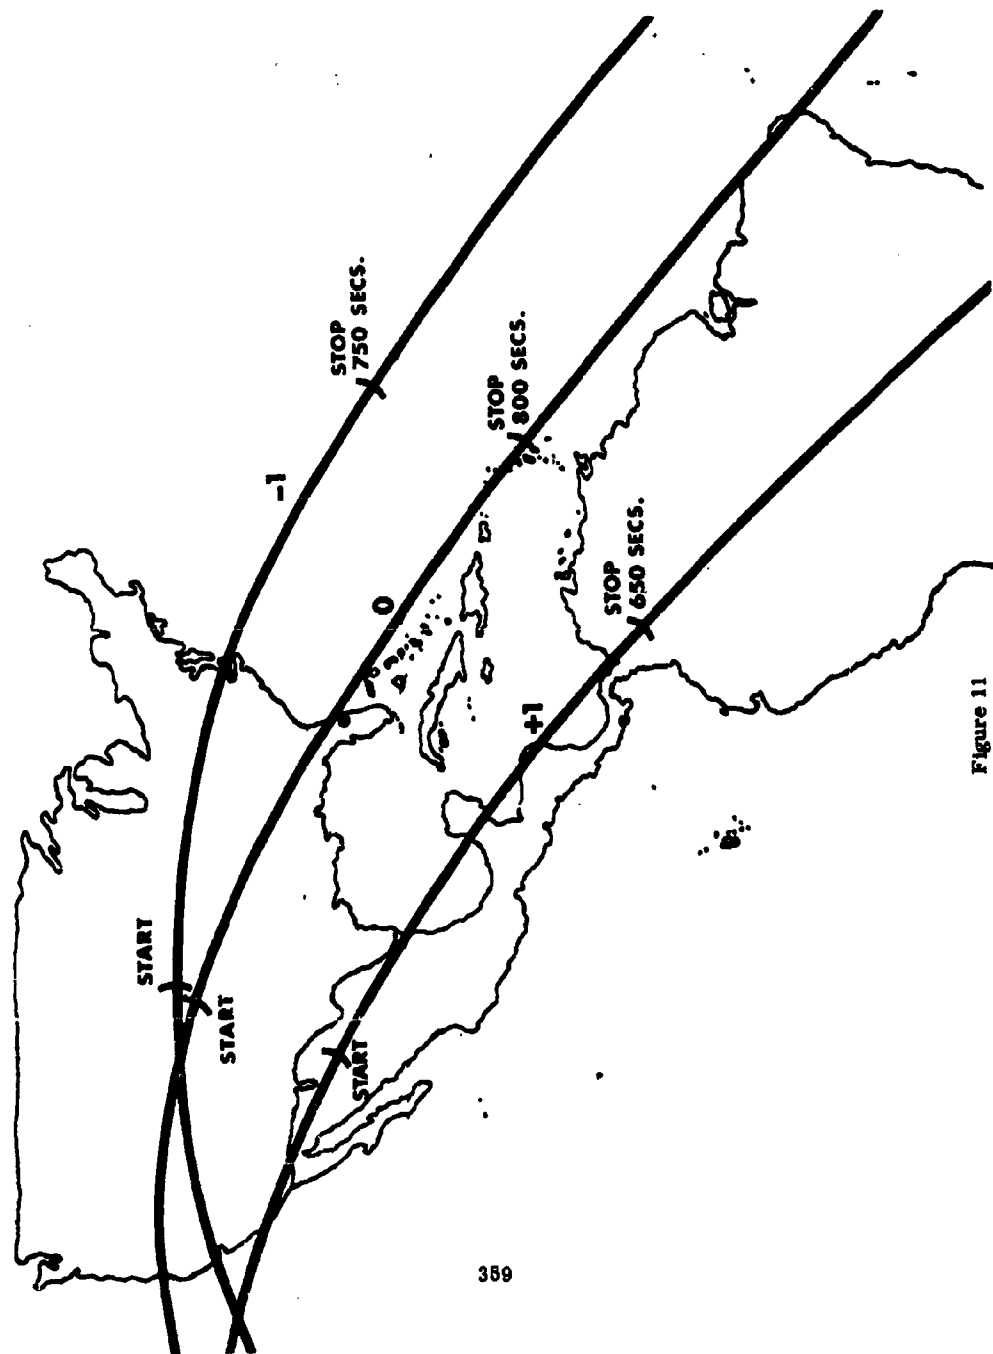 STOP
750 SECS.
-1
STOP
800 SECS.
0
STOP
650 SECS.
+1
START
START
START
359
Figure 11